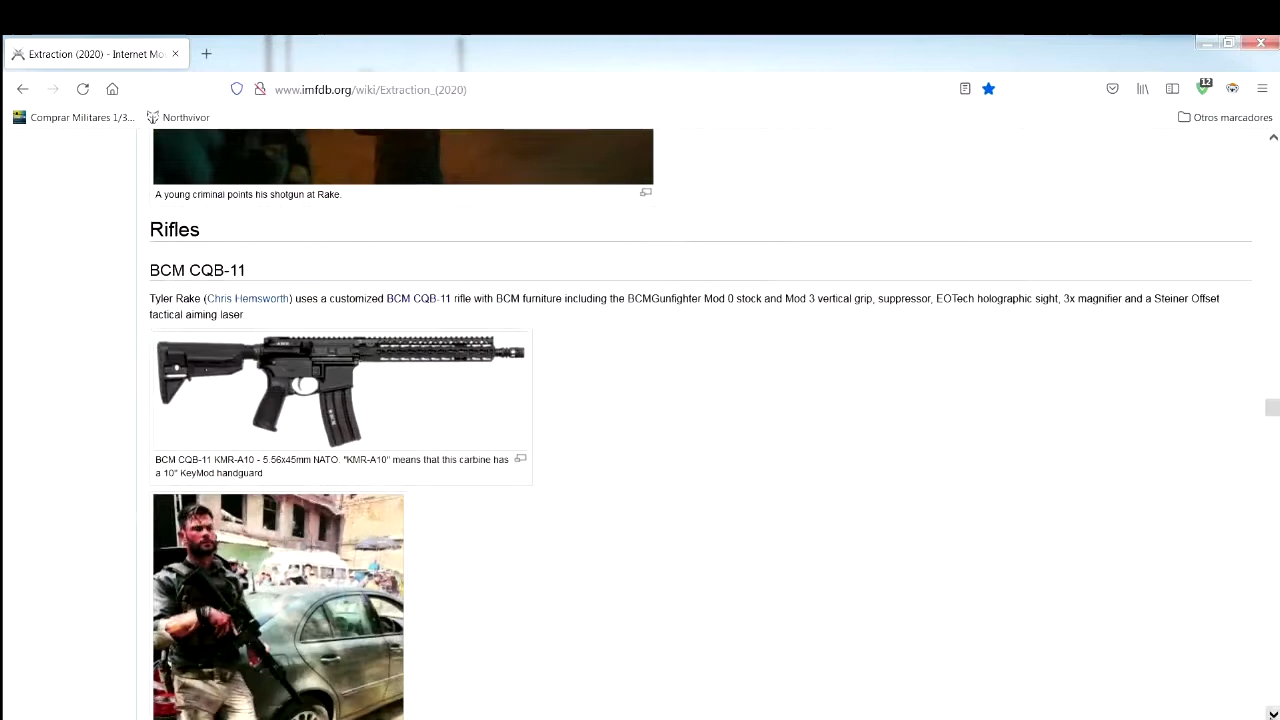 Extraction (2020) - Internet Mo
www.imfdb.org/wiki/Extraction_(2020)
12
Comprar Militares 1/3...
Northvivor
Otros marcadores
A young criminal points his shotgun at Rake.
Rifles
BCM CQB-11
Tyler Rake (Chris Hemsworth) uses a customized BCM CQB-11 rifle with BCM furniture including the BCMGunfighter Mod 0 stock and Mod 3 vertical grip, suppressor, EOTech holographic sight, 3x magnifier and a Steiner Offset
tactical aiming laser
BCM CQB-11 KMR-A10 - 5.56x45mm NATO. "KMR-A10" means that this carbine has
a 10" KeyMod handguard